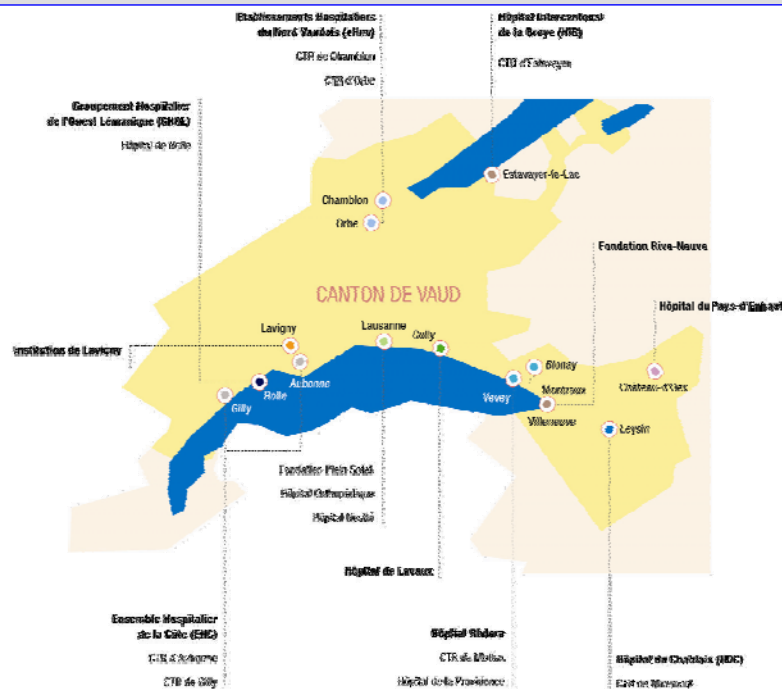 Etablissements Hospitaliers
du Nord Vaudois (eHnv)
CTR de Chamblon
CTR d'Orbe
Hôpital Intercantonal
de la Broye (HIB)
CTR d'Estavayer
Groupement Hospitalier
de l'Ouest Lémanique (GHOL)
Hôpital de Rolle
Estavayer-le-Lac
Chamblon
Orbe
Fondation Rive-Neuve
CANTON DE VAUD
Hôpital du Pays-d'Enhaut
Lavigny
Lausanne
Cully
Institution de Lavigny
Aubonne
Blonay
Rolle
Gilly
Vevey
Montreux
Château-d'Oex
Villeneuve
Leysin
Fondation Plein Soleil
Hôpital Orthopédique
Hôpital Nestlé
Hôpital de Lavaux
Ensemble Hospitalier
de la Côte (EHC)
CTR d'Aubonne
CTR de Gilly
Hôpital Riviera
CTR de Mottex
Hôpital de la Providence
Hôpital du Chablais (HDC)